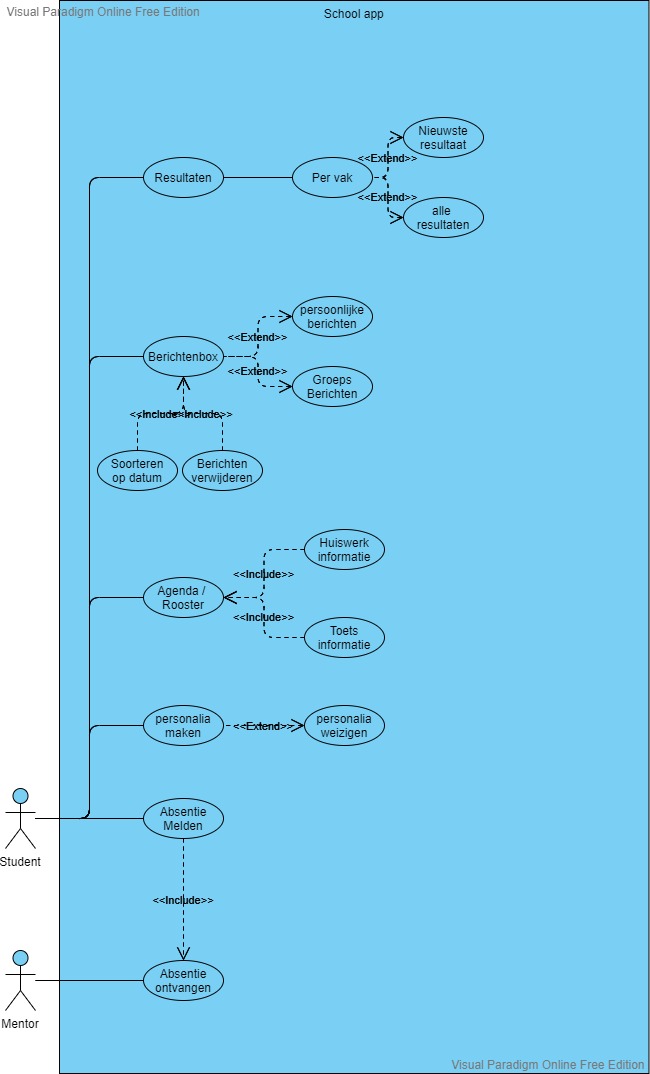 Visual Paradigm Online Free Edition
School app
Nieuwste
resultaat
<<Extend>>
Resultaten
Per vak
<<Extend>>
alle
resultaten
persoonlijke
berichten
<<Extend>>
Berichtenbox
<<Extend>>
Groeps
Berichten
<<Include>>
<<Include>>
Soorteren
op datum
Berichten
verwijderen
Huiswerk
informatie
<<Include>>
Agenda /
Rooster
<<Include>>
Toets
informatie
personalia
maken
<<Extend>>
personalia
weizigen
Absentie
Melden
Student
<<Include>>
Absentie
ontvangen
Mentor
Visual Paradigm Online Free Edition